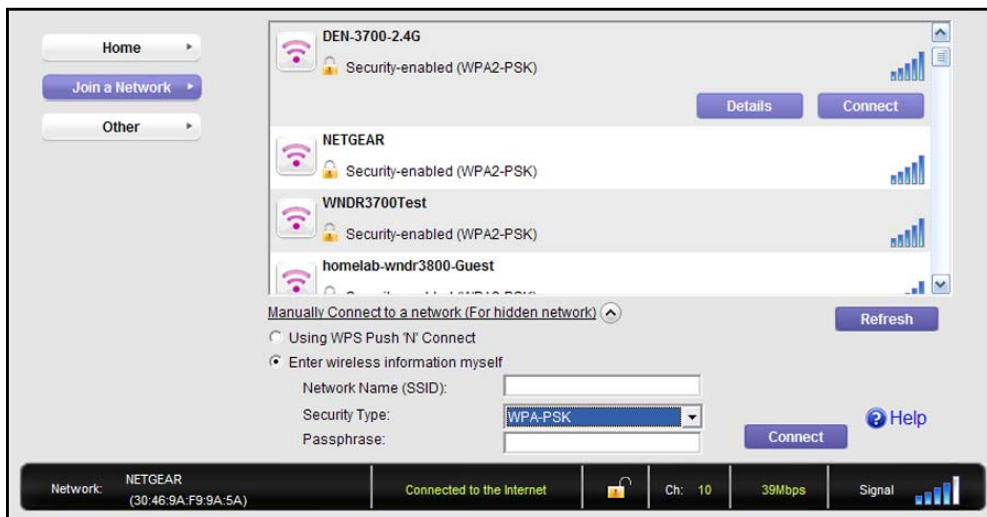 Home
Join a Network
Other
DEN-3700-2.4G
Security-enabled (WPA2-PSK)
Details
Connect
NETGEAR
Security-enabled (WPA2-PSK)
WNDR3700Test
Security-enabled (WPA2-PSK)
homelab-wndr3800-Guest
Manually Connect to a network (For hidden network)
Refresh
Using WPS Push 'N' Connect
Enter wireless information myself
Network Name (SSID):
Security Type:
WPA-PSK
Passphrase:
Connect
Help
Network:
NETGEAR
(30:46:9A:F9:9A:5A)
Connected to the Internet
Ch: 10
39Mbps
Signal